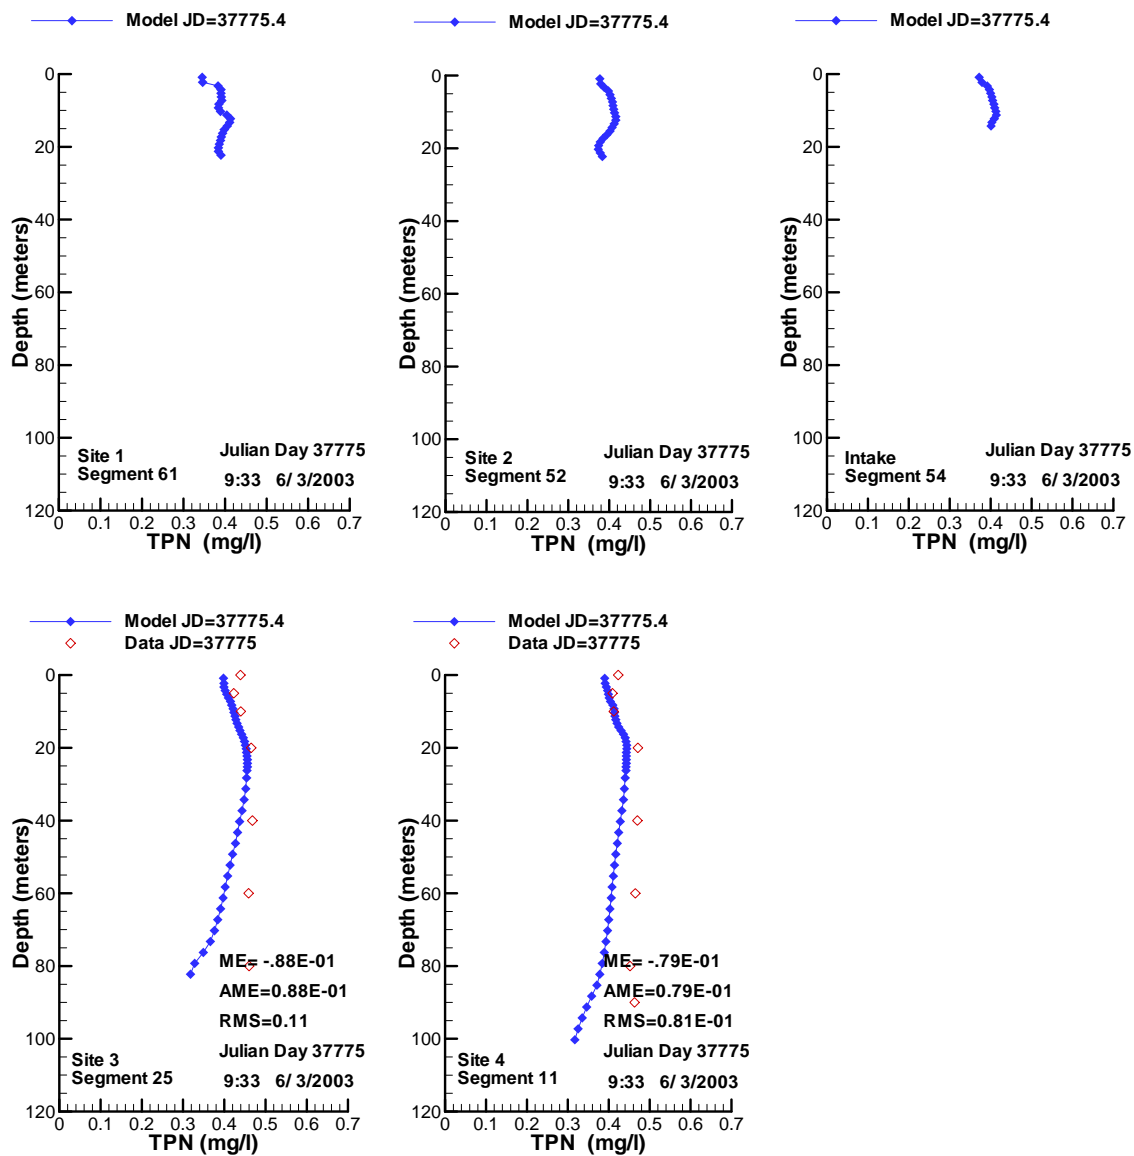 Model JD=37775.4
0
20
40
60
80
100
120
Depth (meters)
Site 1
Segment 61
Julian Day 37775
9:33 6/ 3/2003
0 0.1 0.2 0.3 0.4 0.5 0.6 0.7
TPN (mg/l)
Model JD=37775.4
0
20
40
60
80
100
120
Depth (meters)
Site 2
Segment 52
Julian Day 37775
9:33 6/ 3/2003
0 0.1 0.2 0.3 0.4 0.5 0.6 0.7
TPN (mg/l)
Model JD=37775.4
0
20
40
60
80
100
120
Depth (meters)
Intake
Segment 54
Julian Day 37775
9:33 6/ 3/2003
0 0.1 0.2 0.3 0.4 0.5 0.6 0.7
TPN (mg/l)
Model JD=37775.4
Data JD=37775
0
20
40
60
80
100
120
Depth (meters)
ME= -.88E-01
AME=0.88E-01
RMS=0.11
Site 3
Segment 25
Julian Day 37775
9:33 6/ 3/2003
0 0.1 0.2 0.3 0.4 0.5 0.6 0.7
TPN (mg/l)
Model JD=37775.4
Data JD=37775
0
20
40
60
80
100
120
Depth (meters)
ME= -.79E-01
AME=0.79E-01
RMS=0.81E-01
Site 4
Segment 11
Julian Day 37775
9:33 6/ 3/2003
0 0.1 0.2 0.3 0.4 0.5 0.6 0.7
TPN (mg/l)